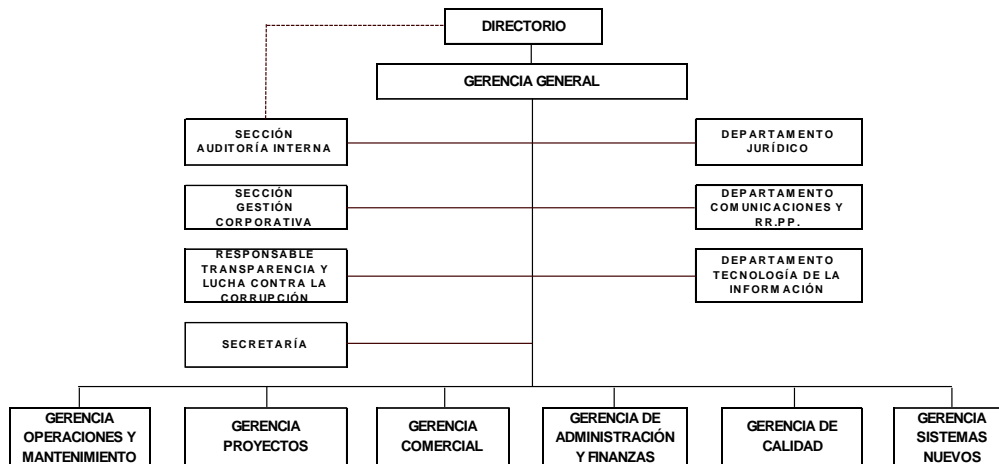 DIRECTORIO
GERENCIA GENERAL
SECCIÓN
AUDITORÍA INTERNA
DEPARTAMENTO
JURÍDICO
SECCIÓN
GESTIÓN
CORPORATIVA
DEPARTAMENTO
COMUNICACIONES Y
RR.PP.
RESPONSABLE
TRANSPARENCIA Y
LUCHA CONTRA LA
CORRUPCIÓN
DEPARTAMENTO
TECNOLOGÍA DE LA
INFORMACIÓN
SECRETARÍA
GERENCIA
OPERACIONES Y
MANTENIMIENTO
GERENCIA
PROYECTOS
GERENCIA
COMERCIAL
GERENCIA DE
ADMINISTRACIÓN
Y FINANZAS
GERENCIA DE
CALIDAD
GERENCIA
SISTEMAS
NUEVOS